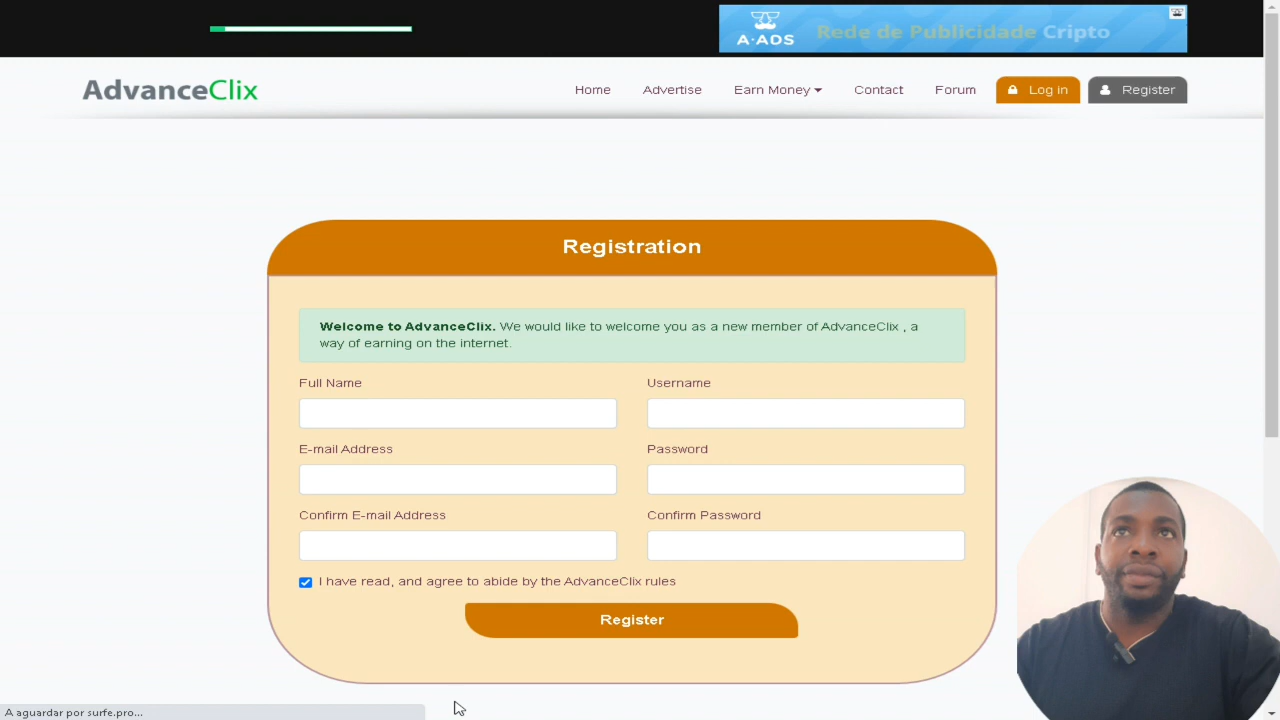 A-ADS
Rede de Publicidade Cripto
AdvanceClix
Home
Advertise
Earn Money
Contact
Forum
Log in
Register
Registration
Welcome to AdvanceClix. We would like to welcome you as a new member of AdvanceClix , a
way of earning on the internet.
Full Name
Username
E-mail Address
Password
Confirm E-mail Address
Confirm Password
I have read, and agree to abide by the AdvanceClix rules
Register
A aguardar por surfe.pro...